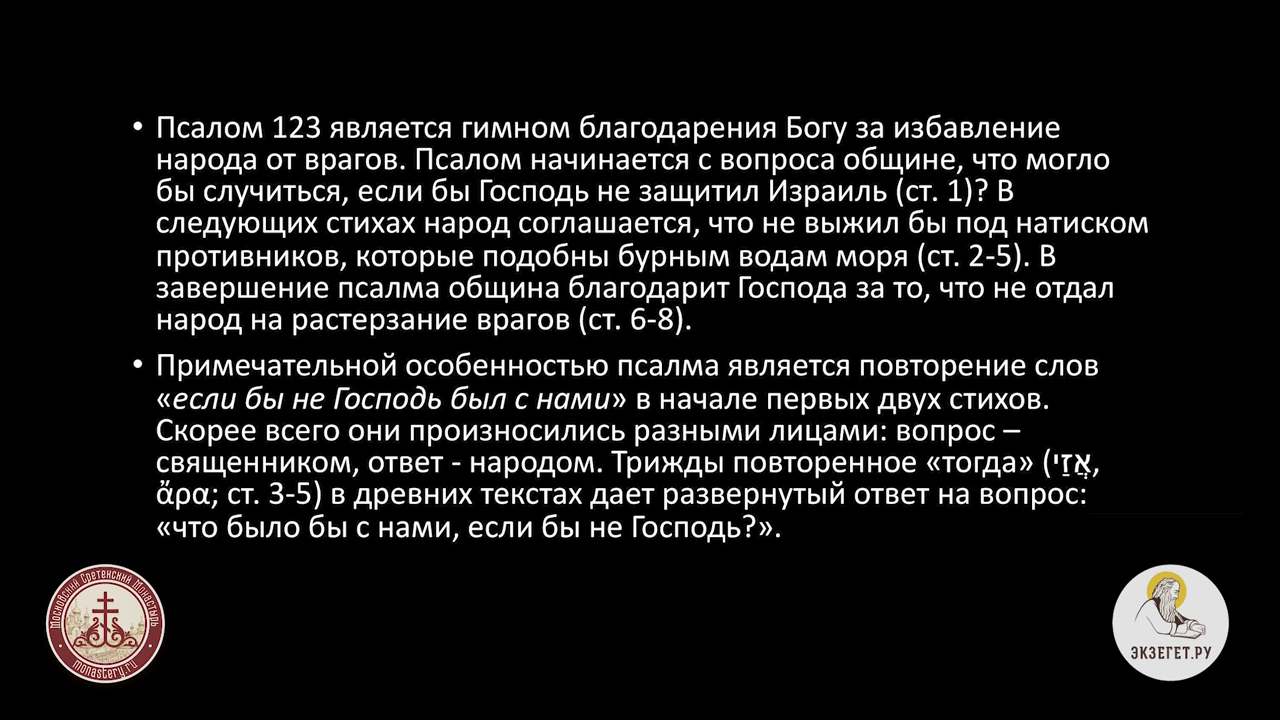 • Псалом 123 является гимном благодарения Богу за избавление
народа от врагов. Псалом начинается с вопроса общине, что могло
бы случиться, если бы Господь не защитил Израиль (ст. 1)? В
следующих стихах народ соглашается, что не выжил бы под натиском
противников, которые подобны бурным водам моря (ст. 2-5). В
завершение псалма община благодарит Господа за то, что не отдал
народ на растерзание врагов (ст. 6-8).
• Примечательной особенностью псалма является повторение слов
«если бы не Господь был с нами» в начале первых двух стихов.
Скорее всего они произносились разными лицами: вопрос –
священником, ответ - народом. Трижды повторенное «тогда» (אֲזַי,
ἄρα; ст. 3-5) в древних текстах дает развернутый ответ на вопрос:
«что было бы с нами, если бы не Господь?».
Московский Сретенский Монастырь
monastery.ru
ЭКЗЕГЕТ.РУ